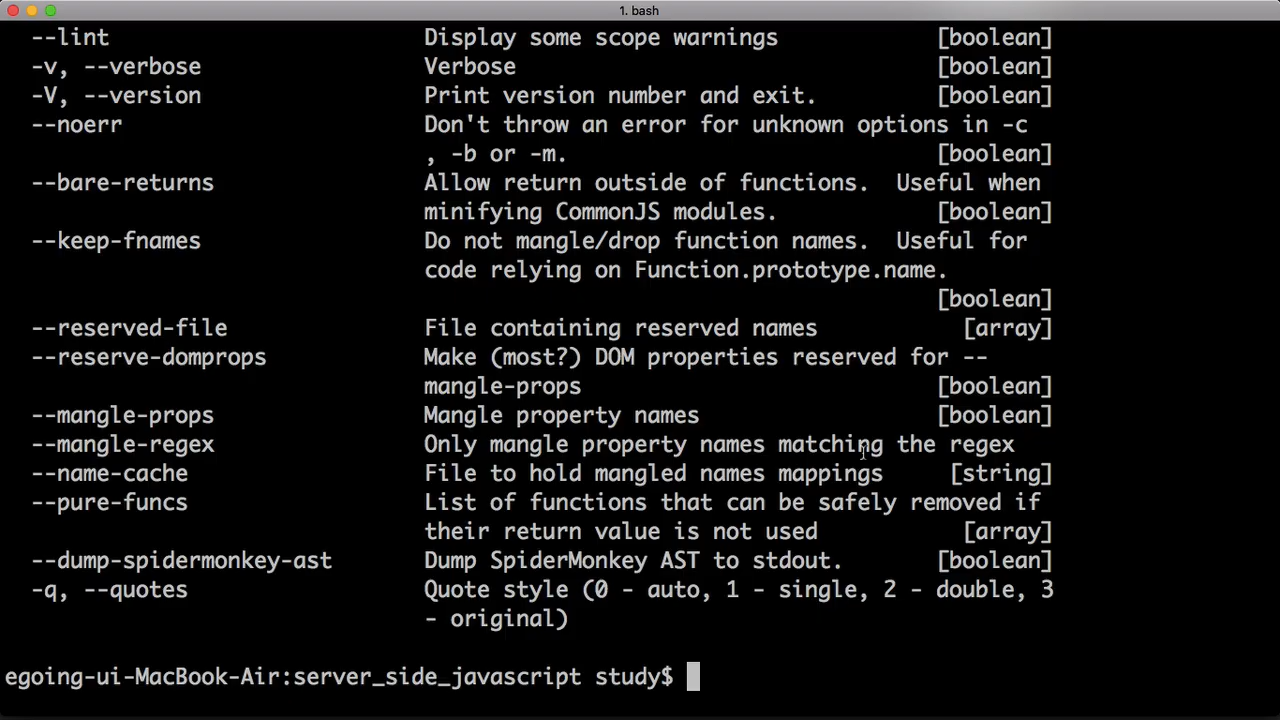 1. bash
--lint Display some scope warnings [boolean]
-v, --verbose Verbose [boolean]
-V, --version Print version number and exit. [boolean]
--noerr Don't throw an error for unknown options in -c
, -b or -m. [boolean]
--bare-returns Allow return outside of functions.  Useful when
minifying CommonJS modules. [boolean]
--keep-fnames Do not mangle/drop function names.  Useful for
code relying on Function.prototype.name.
[boolean]
--reserved-file File containing reserved names [array]
--reserve-domprops Make (most?) DOM properties reserved for --
mangle-props [boolean]
--mangle-props Mangle property names [boolean]
--mangle-regex Only mangle property names matching the regex
--name-cache File to hold mangled names mappings [string]
--pure-funcs List of functions that can be safely removed if
their return value is not used [array]
--dump-spidermonkey-ast Dump SpiderMonkey AST to stdout. [boolean]
-q, --quotes Quote style (0 - auto, 1 - single, 2 - double, 3
- original)
egoing-ui-MacBook-Air:server_side_javascript study$